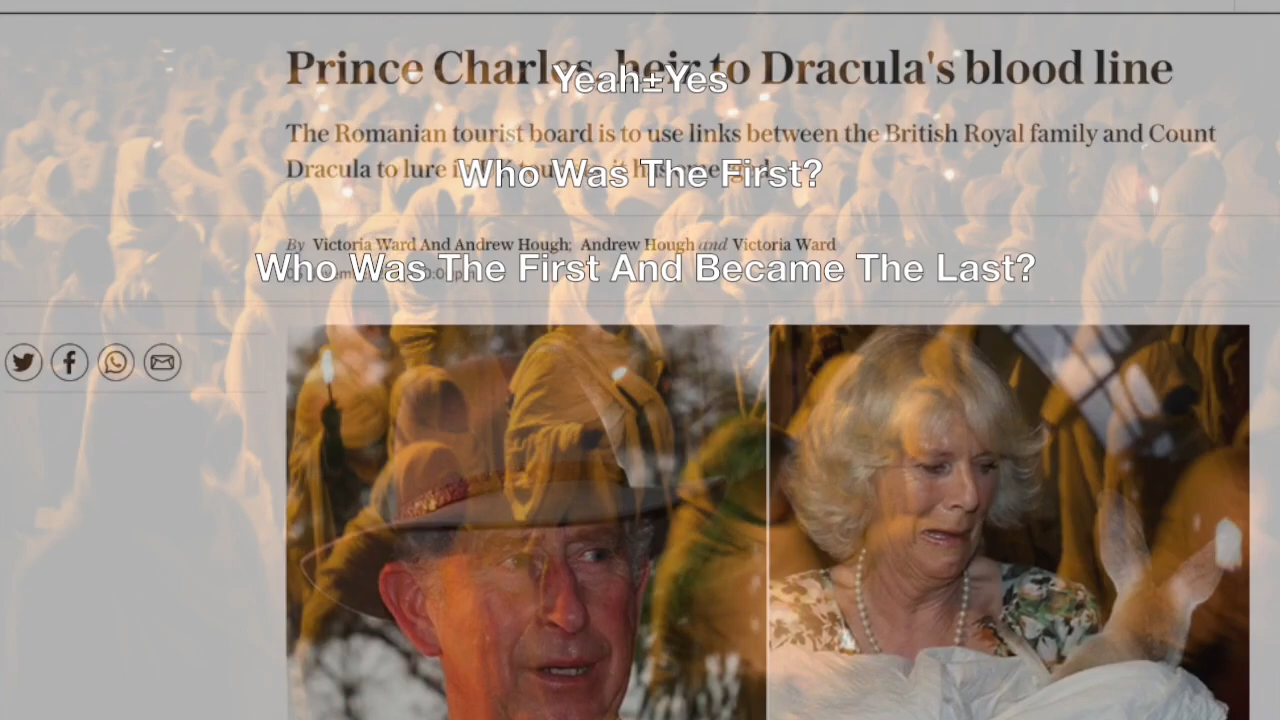 Prince Charles, heir to Dracula's blood line
Yeah±Yes
The Romanian tourist board is to use links between the British Royal family and Count
Dracula to lure
Who Was The First?
By Victoria Ward And Andrew Hough; Andrew Hough and Victoria Ward
Who Was The First And Became The Last?